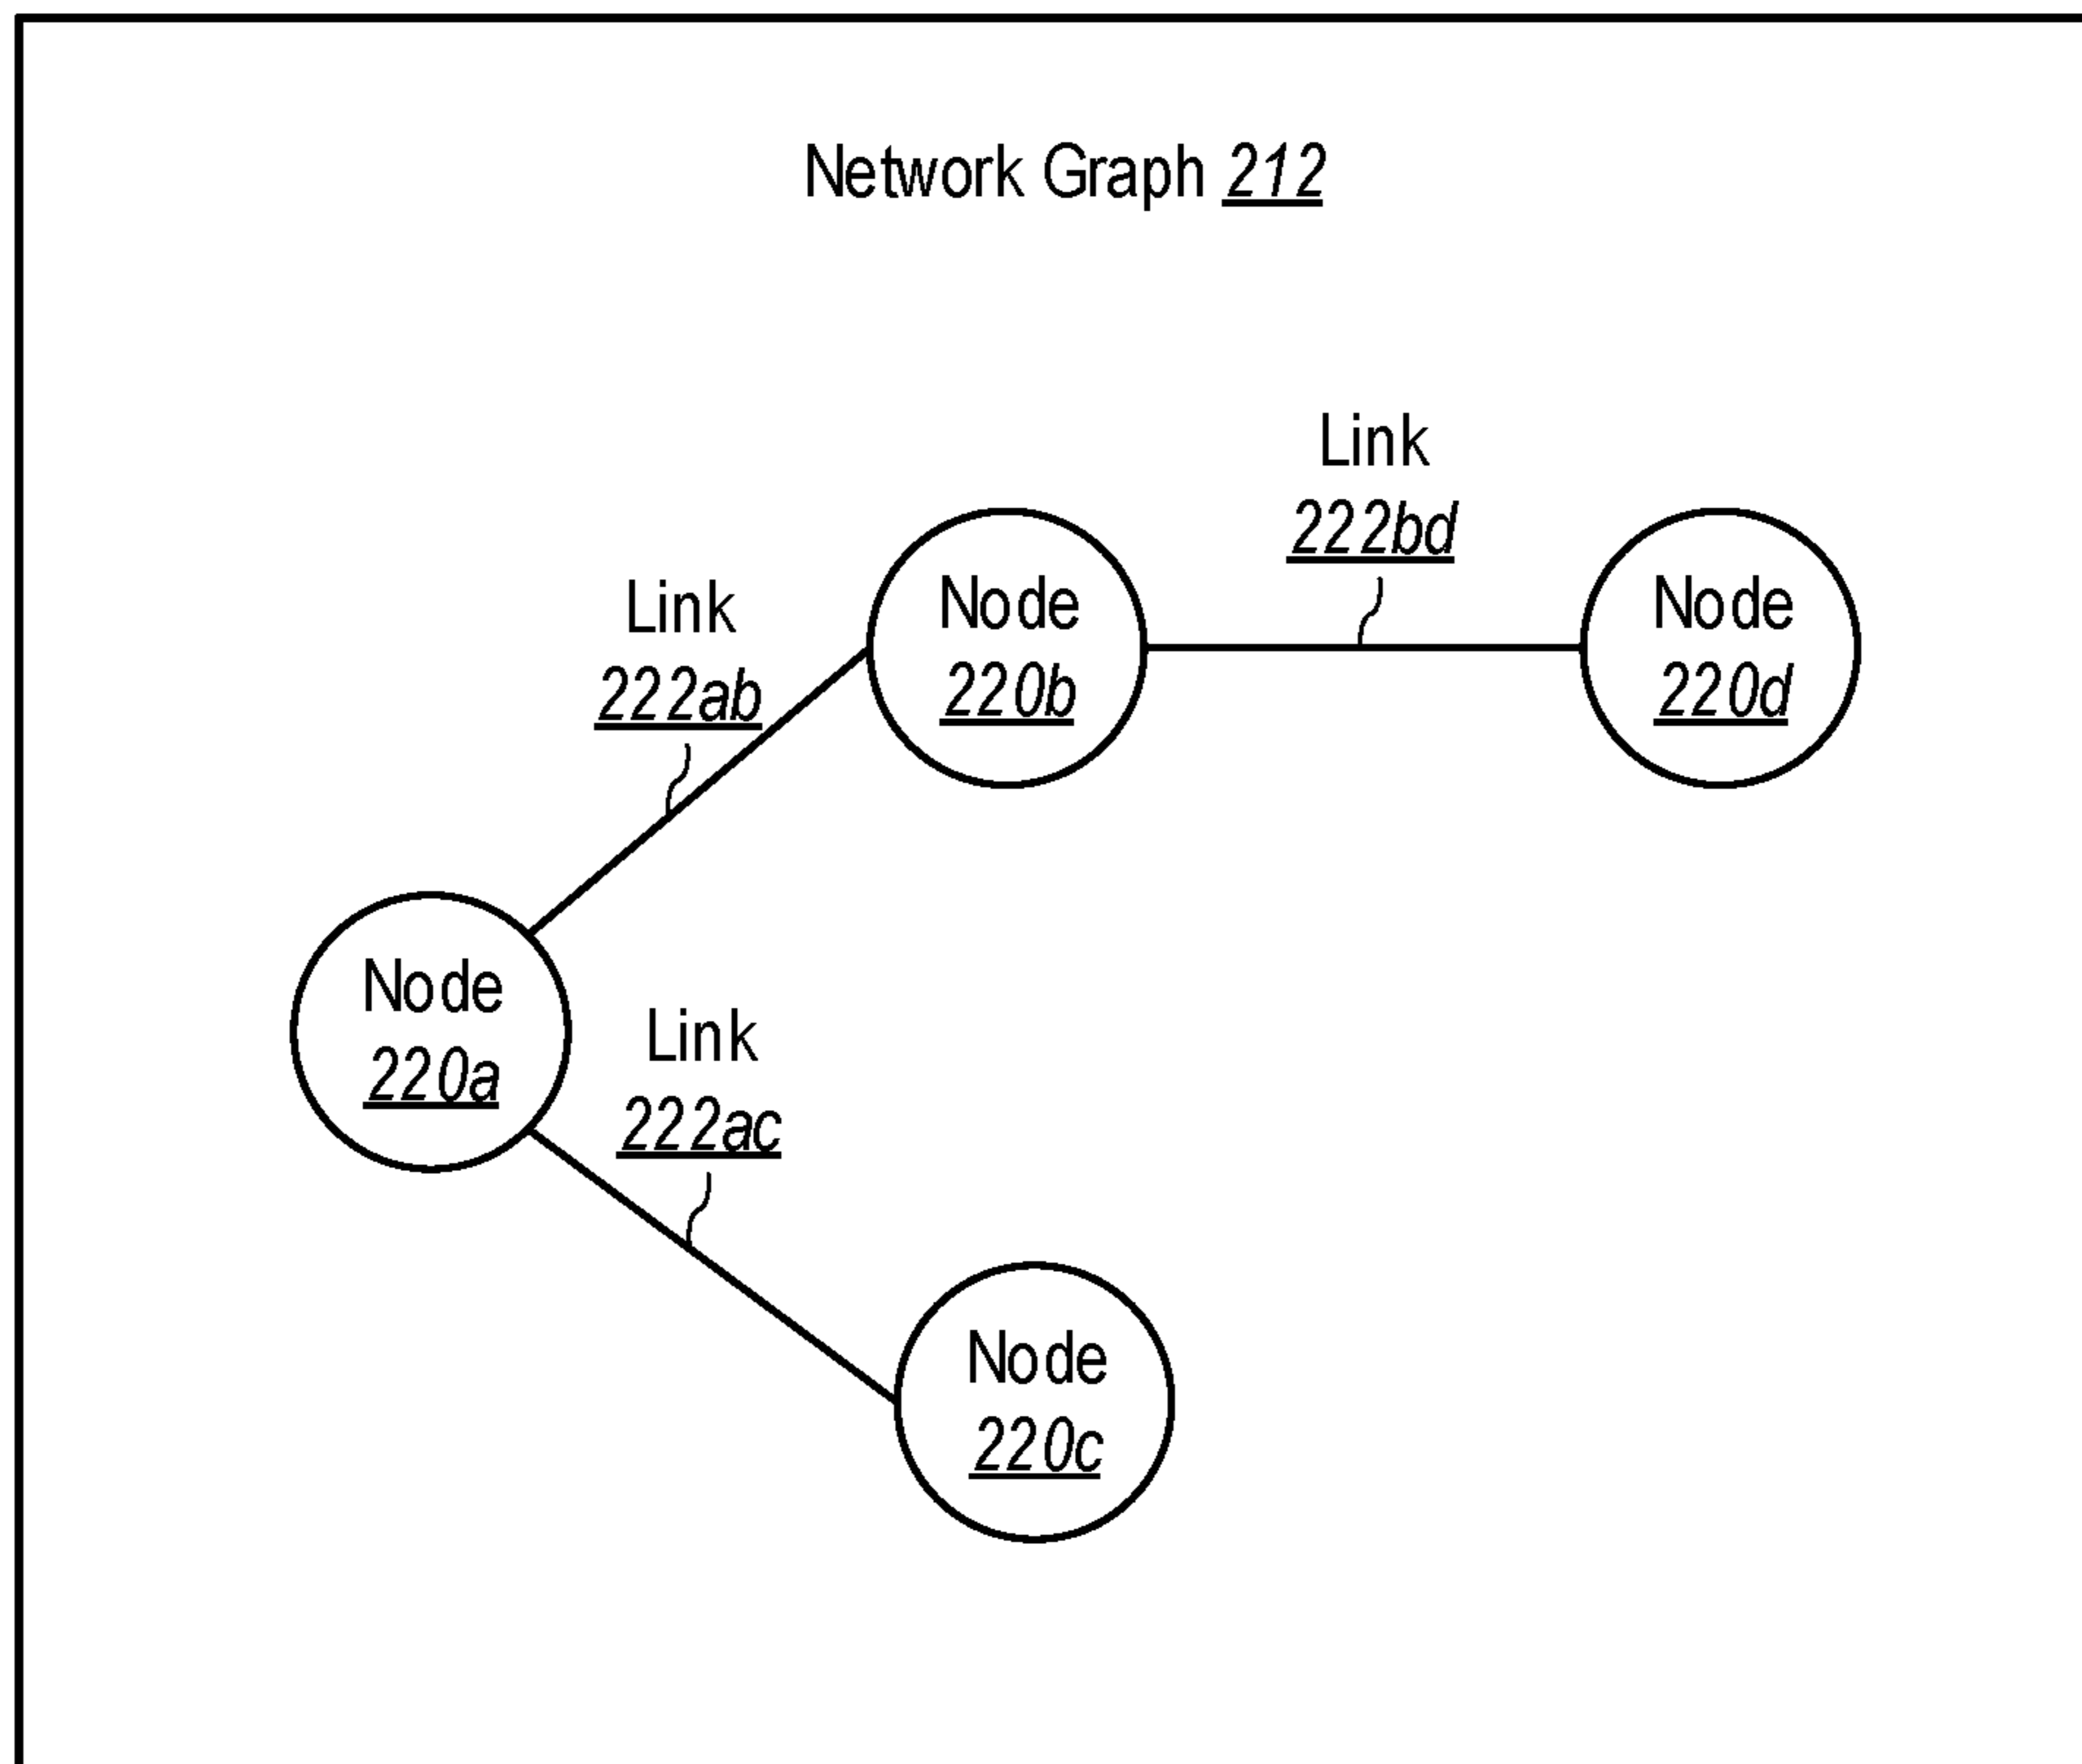 Network Graph 212
Link
222bd
Node
220b
Node
220d
Link
222ab
Node
220a
Link
222ac
Node
220c